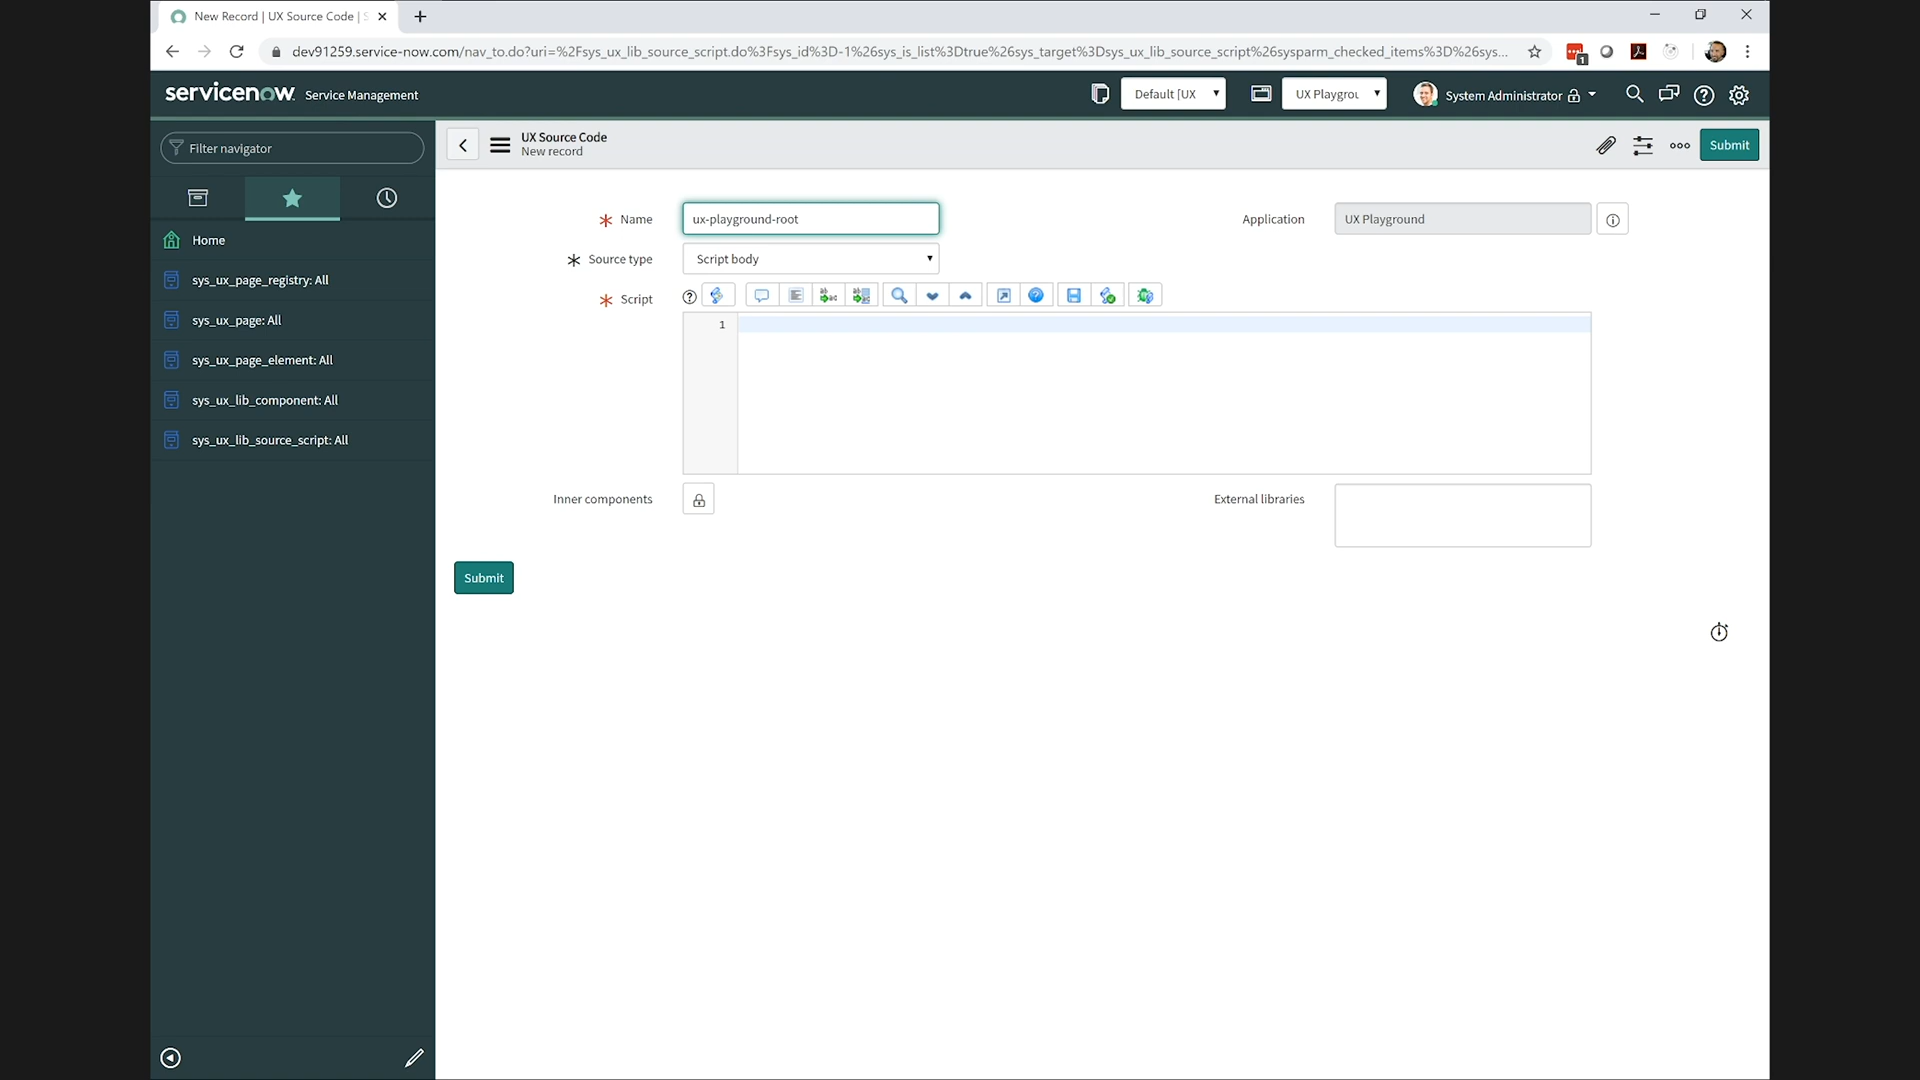 New Record | UX Source Code | S
dev91259.service-now.com/nav_to.do?uri=%2Fsys_ux_lib_source_script.do%3Fsys_id%3D-1%26sys_is_list%3Dtrue%26sys_target%3Dsys_ux_lib_source_script%26sysparm_checked_items%3D%26sys...
1
servicenow Service Management
Default [UX
UX Playgrou
System Administrator
Filter navigator
UX Source Code
New record
Submit
Home
sys_ux_page_registry: All
sys_ux_page: All
sys_ux_page_element: All
sys_ux_lib_component: All
sys_ux_lib_source_script: All
Name ux-playground-root
Application UX Playground
Source type Script body
Script
1
Inner components
External libraries
Submit